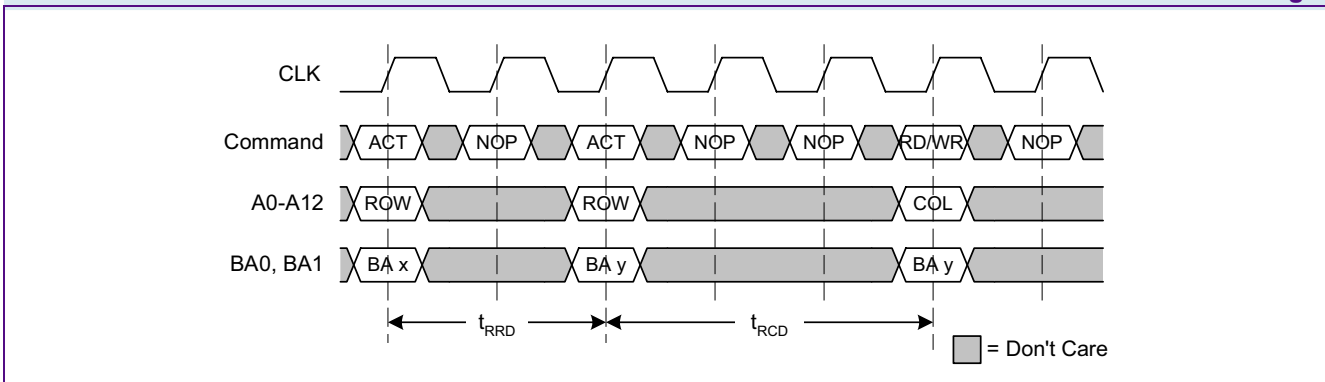 CLK
Command ACT NOP ACT NOP NOP RD/WR NOP
A0-A12 ROW ROW COL
BA0, BA1 BA x BA y BA y
tRRD tRCD
= Don't Care